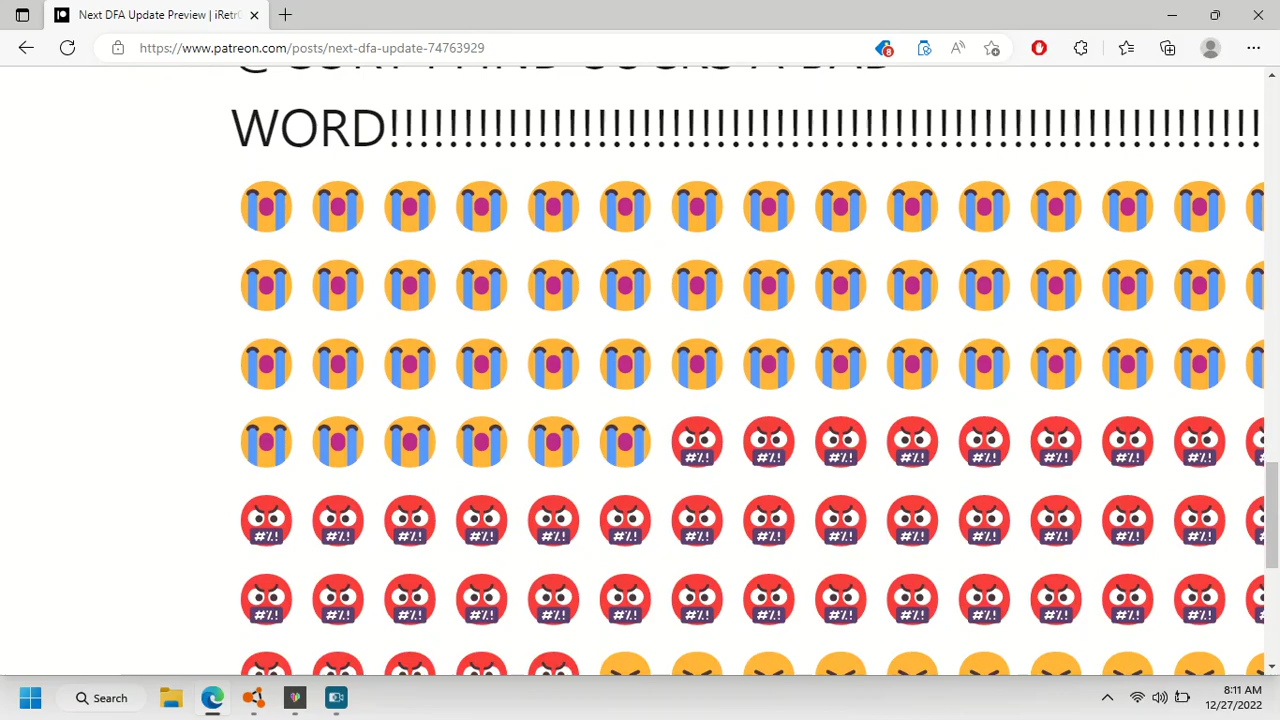 Next DFA Update Preview | iRetr
https://www.patreon.com/posts/next-dfa-update-74763929
8
WORD!!!!!!!!!!!!!!!!!!!!!!!!!!!!!!!!!!!!!!!!!!!!!!!!!!!!!!!!!!!
#%! #%! #%! #%! #%! #%! #%! #%!
#%! #%! #%! #%! #%! #%! #%! #%! #%! #%! #%! #%! #%! #%!
#%! #%! #%! #%! #%! #%! #%! #%! #%! #%! #%! #%! #%! #%!
Search
8:11 AM
12/27/2022